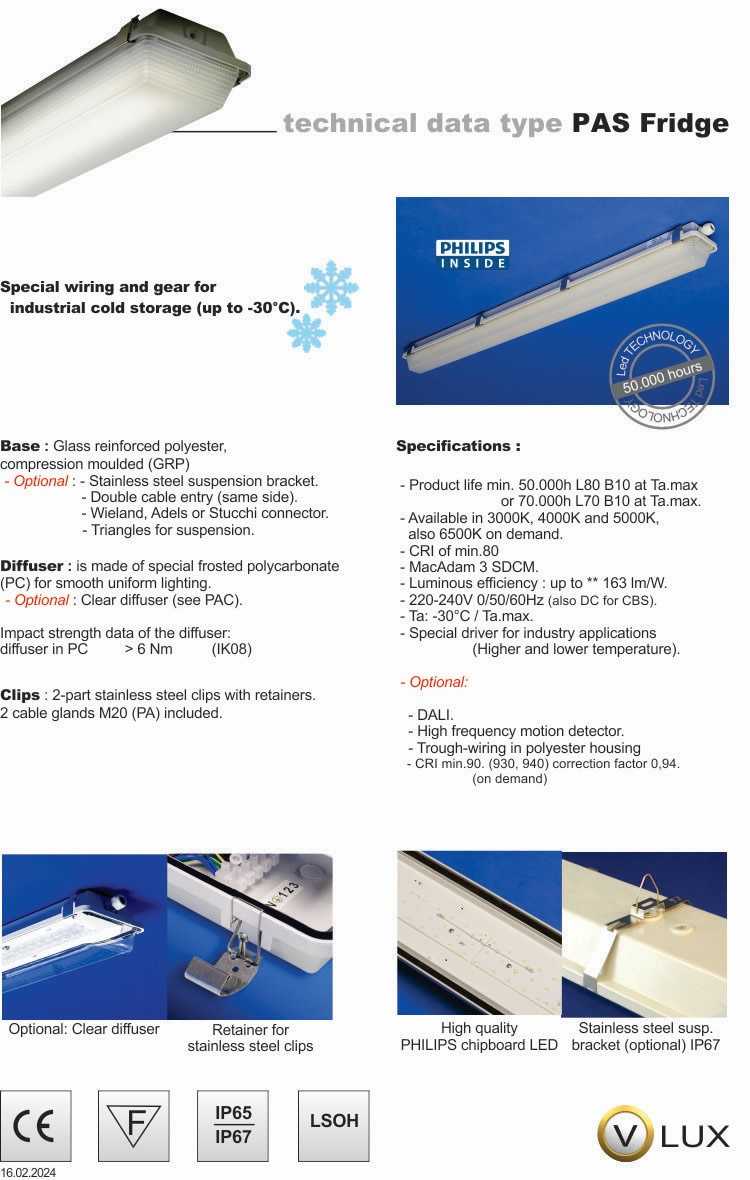 technical data type PAS Fridge
PHILIPS
INSIDE
Special wiring and gear for
industrial cold storage (up to -30°C).
Led TECHNOLOGY
50.000 hours
Led TECHNOLOGY
Base : Glass reinforced polyester,
compression moulded (GRP)
- Optional : - Stainless steel suspension bracket.
- Double cable entry (same side).
- Wieland, Adels or Stucchi connector.
- Triangles for suspension.
Diffuser : is made of special frosted polycarbonate
(PC) for smooth uniform lighting.
- Optional : Clear diffuser (see PAC).
Impact strength data of the diffuser:
diffuser in PC > 6 Nm (IK08)
Clips : 2-part stainless steel clips with retainers.
2 cable glands M20 (PA) included.
Specifications :
- Product life min. 50.000h L80 B10 at Ta.max
or 70.000h L70 B10 at Ta.max.
- Available in 3000K, 4000K and 5000K,
also 6500K on demand.
- CRI of min.80
- MacAdam 3 SDCM.
- Luminous efficiency : up to ** 163 lm/W.
- 220-240V 0/50/60Hz (also DC for CBS).
- Ta: -30°C / Ta.max.
- Special driver for industry applications
(Higher and lower temperature).
- Optional:
- DALI.
- High frequency motion detector.
- Trough-wiring in polyester housing
- CRI min.90. (930, 940) correction factor 0,94.
(on demand)
Optional: Clear diffuser
Retainer for
stainless steel clips
High quality
PHILIPS chipboard LED
Stainless steel susp.
bracket (optional) IP67
CE
F
IP65
IP67
LSOH
V LUX
16.02.2024